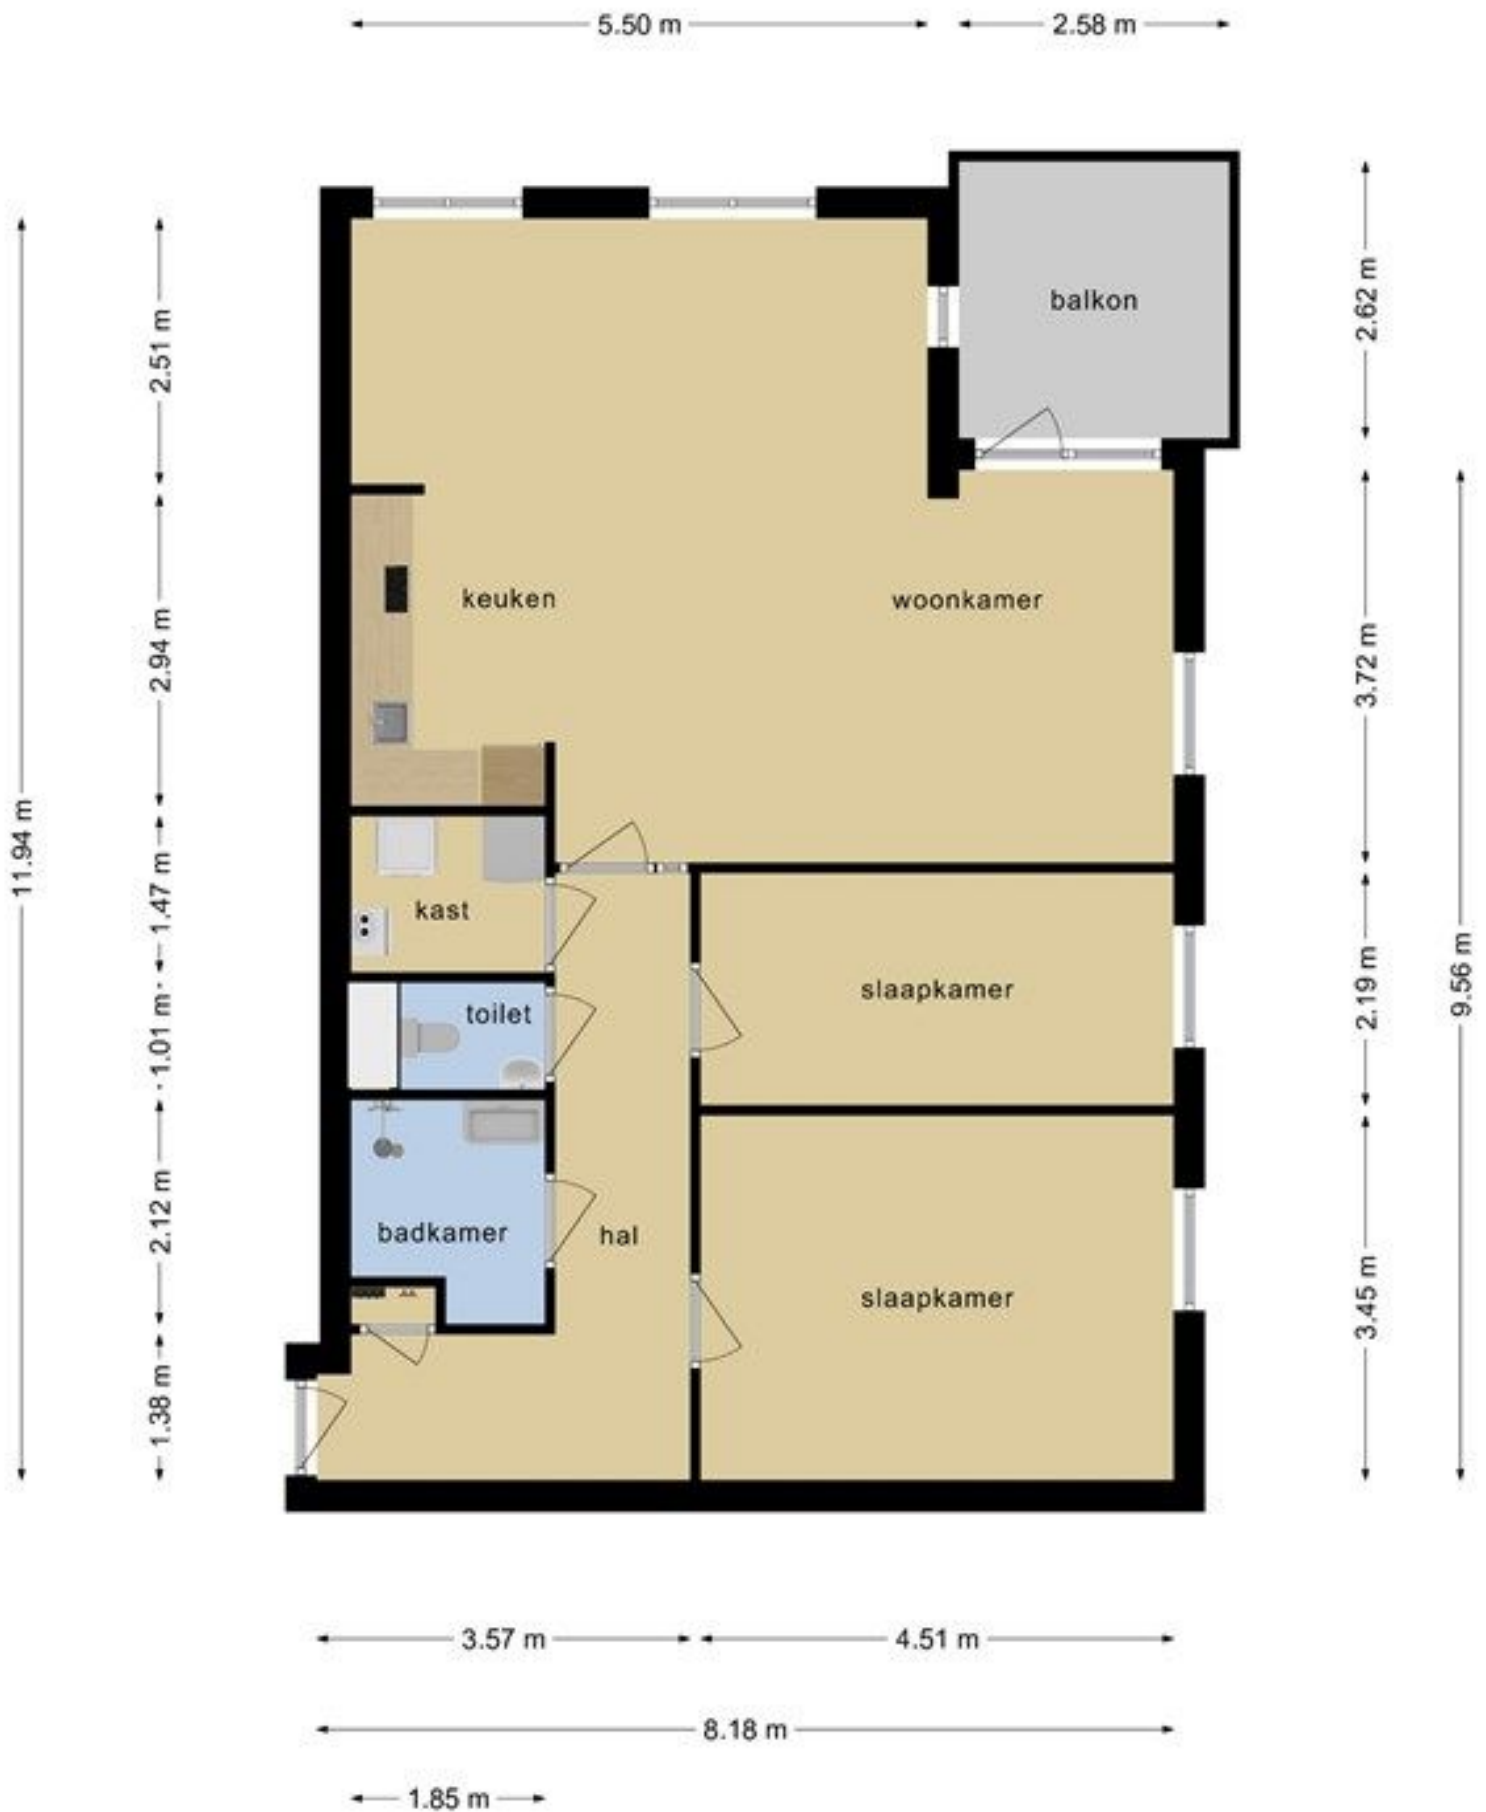 5.50 m
2.58 m
balkon
2.62 m
2.51 m
keuken
woonkamer
2.94 m
3.72 m
11.94 m
kast
1.47 m
slaapkamer
2.19 m
9.56 m
toilet
1.01 m
badkamer
hal
2.12 m
slaapkamer
3.45 m
1.38 m
3.57 m
4.51 m
8.18 m
1.85 m